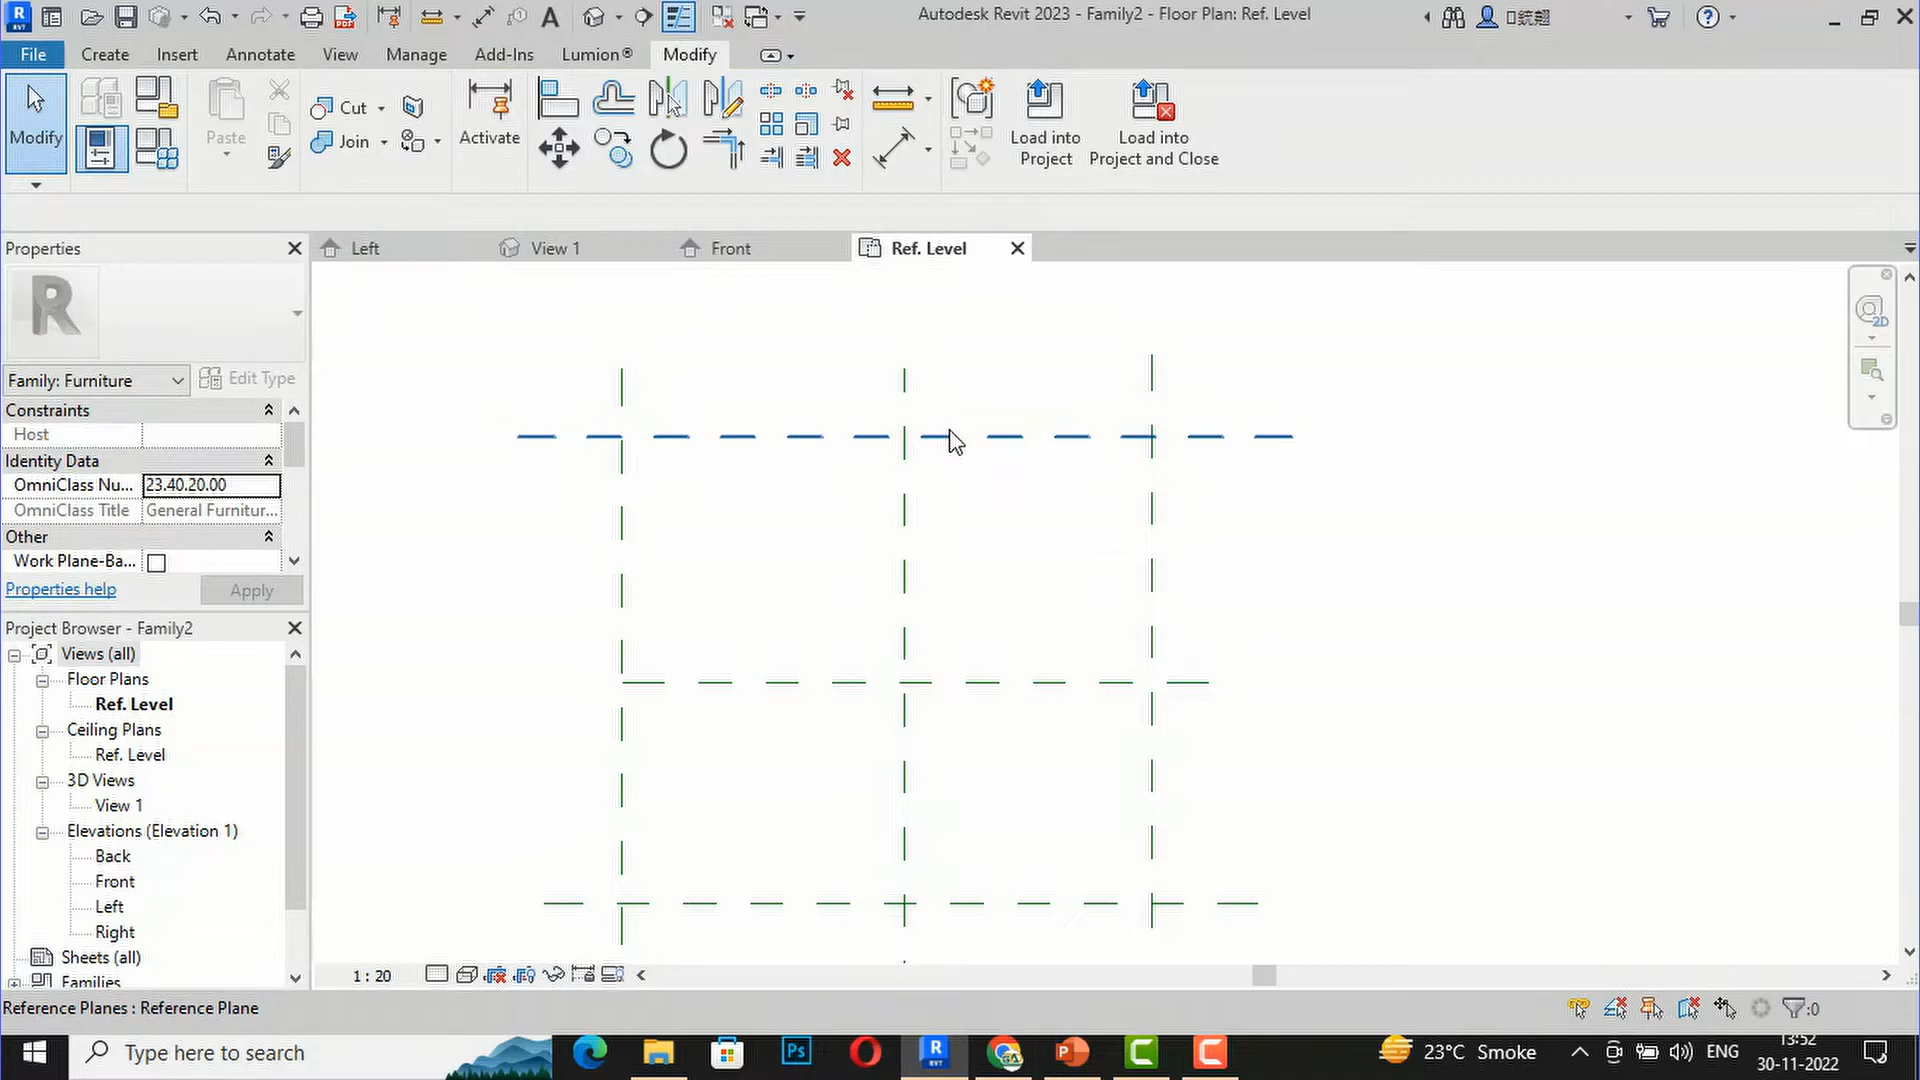 Autodesk Revit 2023 - Family2 - Floor Plan: Ref. Level
File Create Insert Annotate View Manage Add-Ins Lumion® Modify
Modify
Paste
Cut
Join
Activate
Load into Project
Load into Project and Close
Properties
Left
View 1
Front
Ref. Level
R
Family: Furniture
Edit Type
Constraints
Host
Identity Data
OmniClass Nu... 23.40.20.00
OmniClass Title General Furnitur...
Other
Work Plane-Ba...
Properties help
Apply
Project Browser - Family2
Views (all)
Floor Plans
Ref. Level
Ceiling Plans
Ref. Level
3D Views
View 1
Elevations (Elevation 1)
Back
Front
Left
Right
Sheets (all)
Families
1 : 20
Reference Planes : Reference Plane
:0
Type here to search
Ps
23°C Smoke
ENG
13:52
30-11-2022